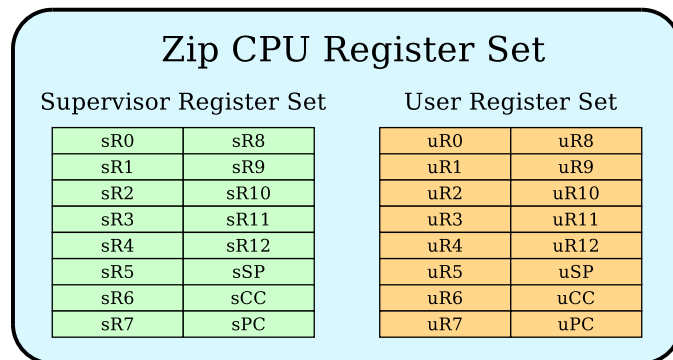 Zip CPU Register Set
Supervisor Register Set
sR0 sR8
sR1 sR9
sR2 sR10
sR3 sR11
sR4 sR12
sR5 sSP
sR6 sCC
sR7 sPC
User Register Set
uR0 uR8
uR1 uR9
uR2 uR10
uR3 uR11
uR4 uR12
uR5 uSP
uR6 uCC
uR7 uPC